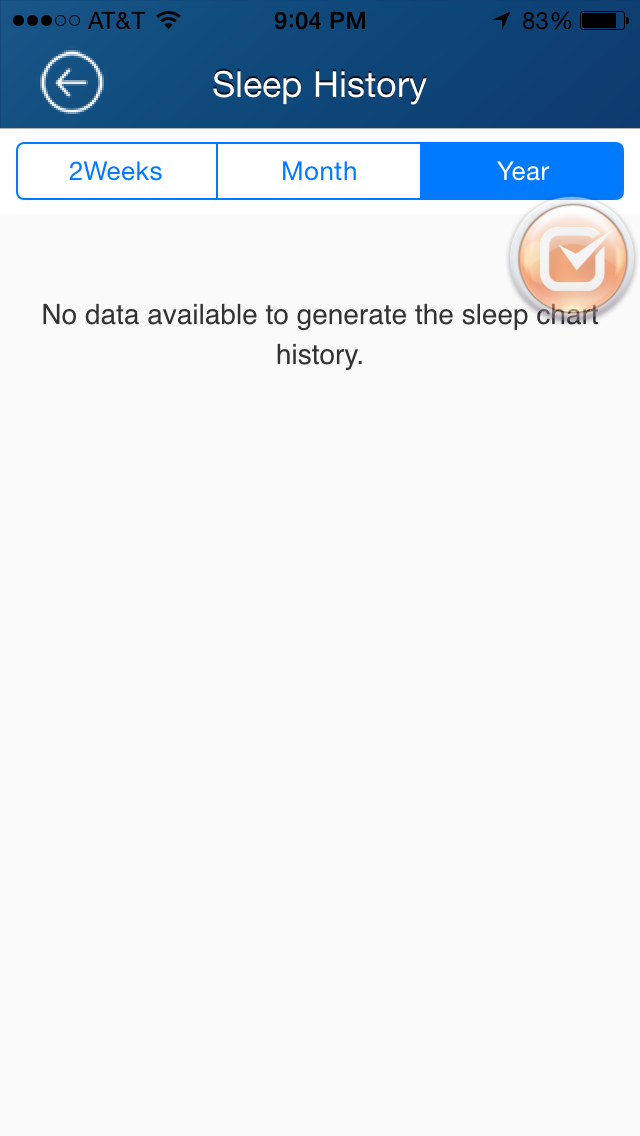 AT&T 9:04 PM 83%
Sleep History
2Weeks Month Year
No data available to generate the sleep chart
history.